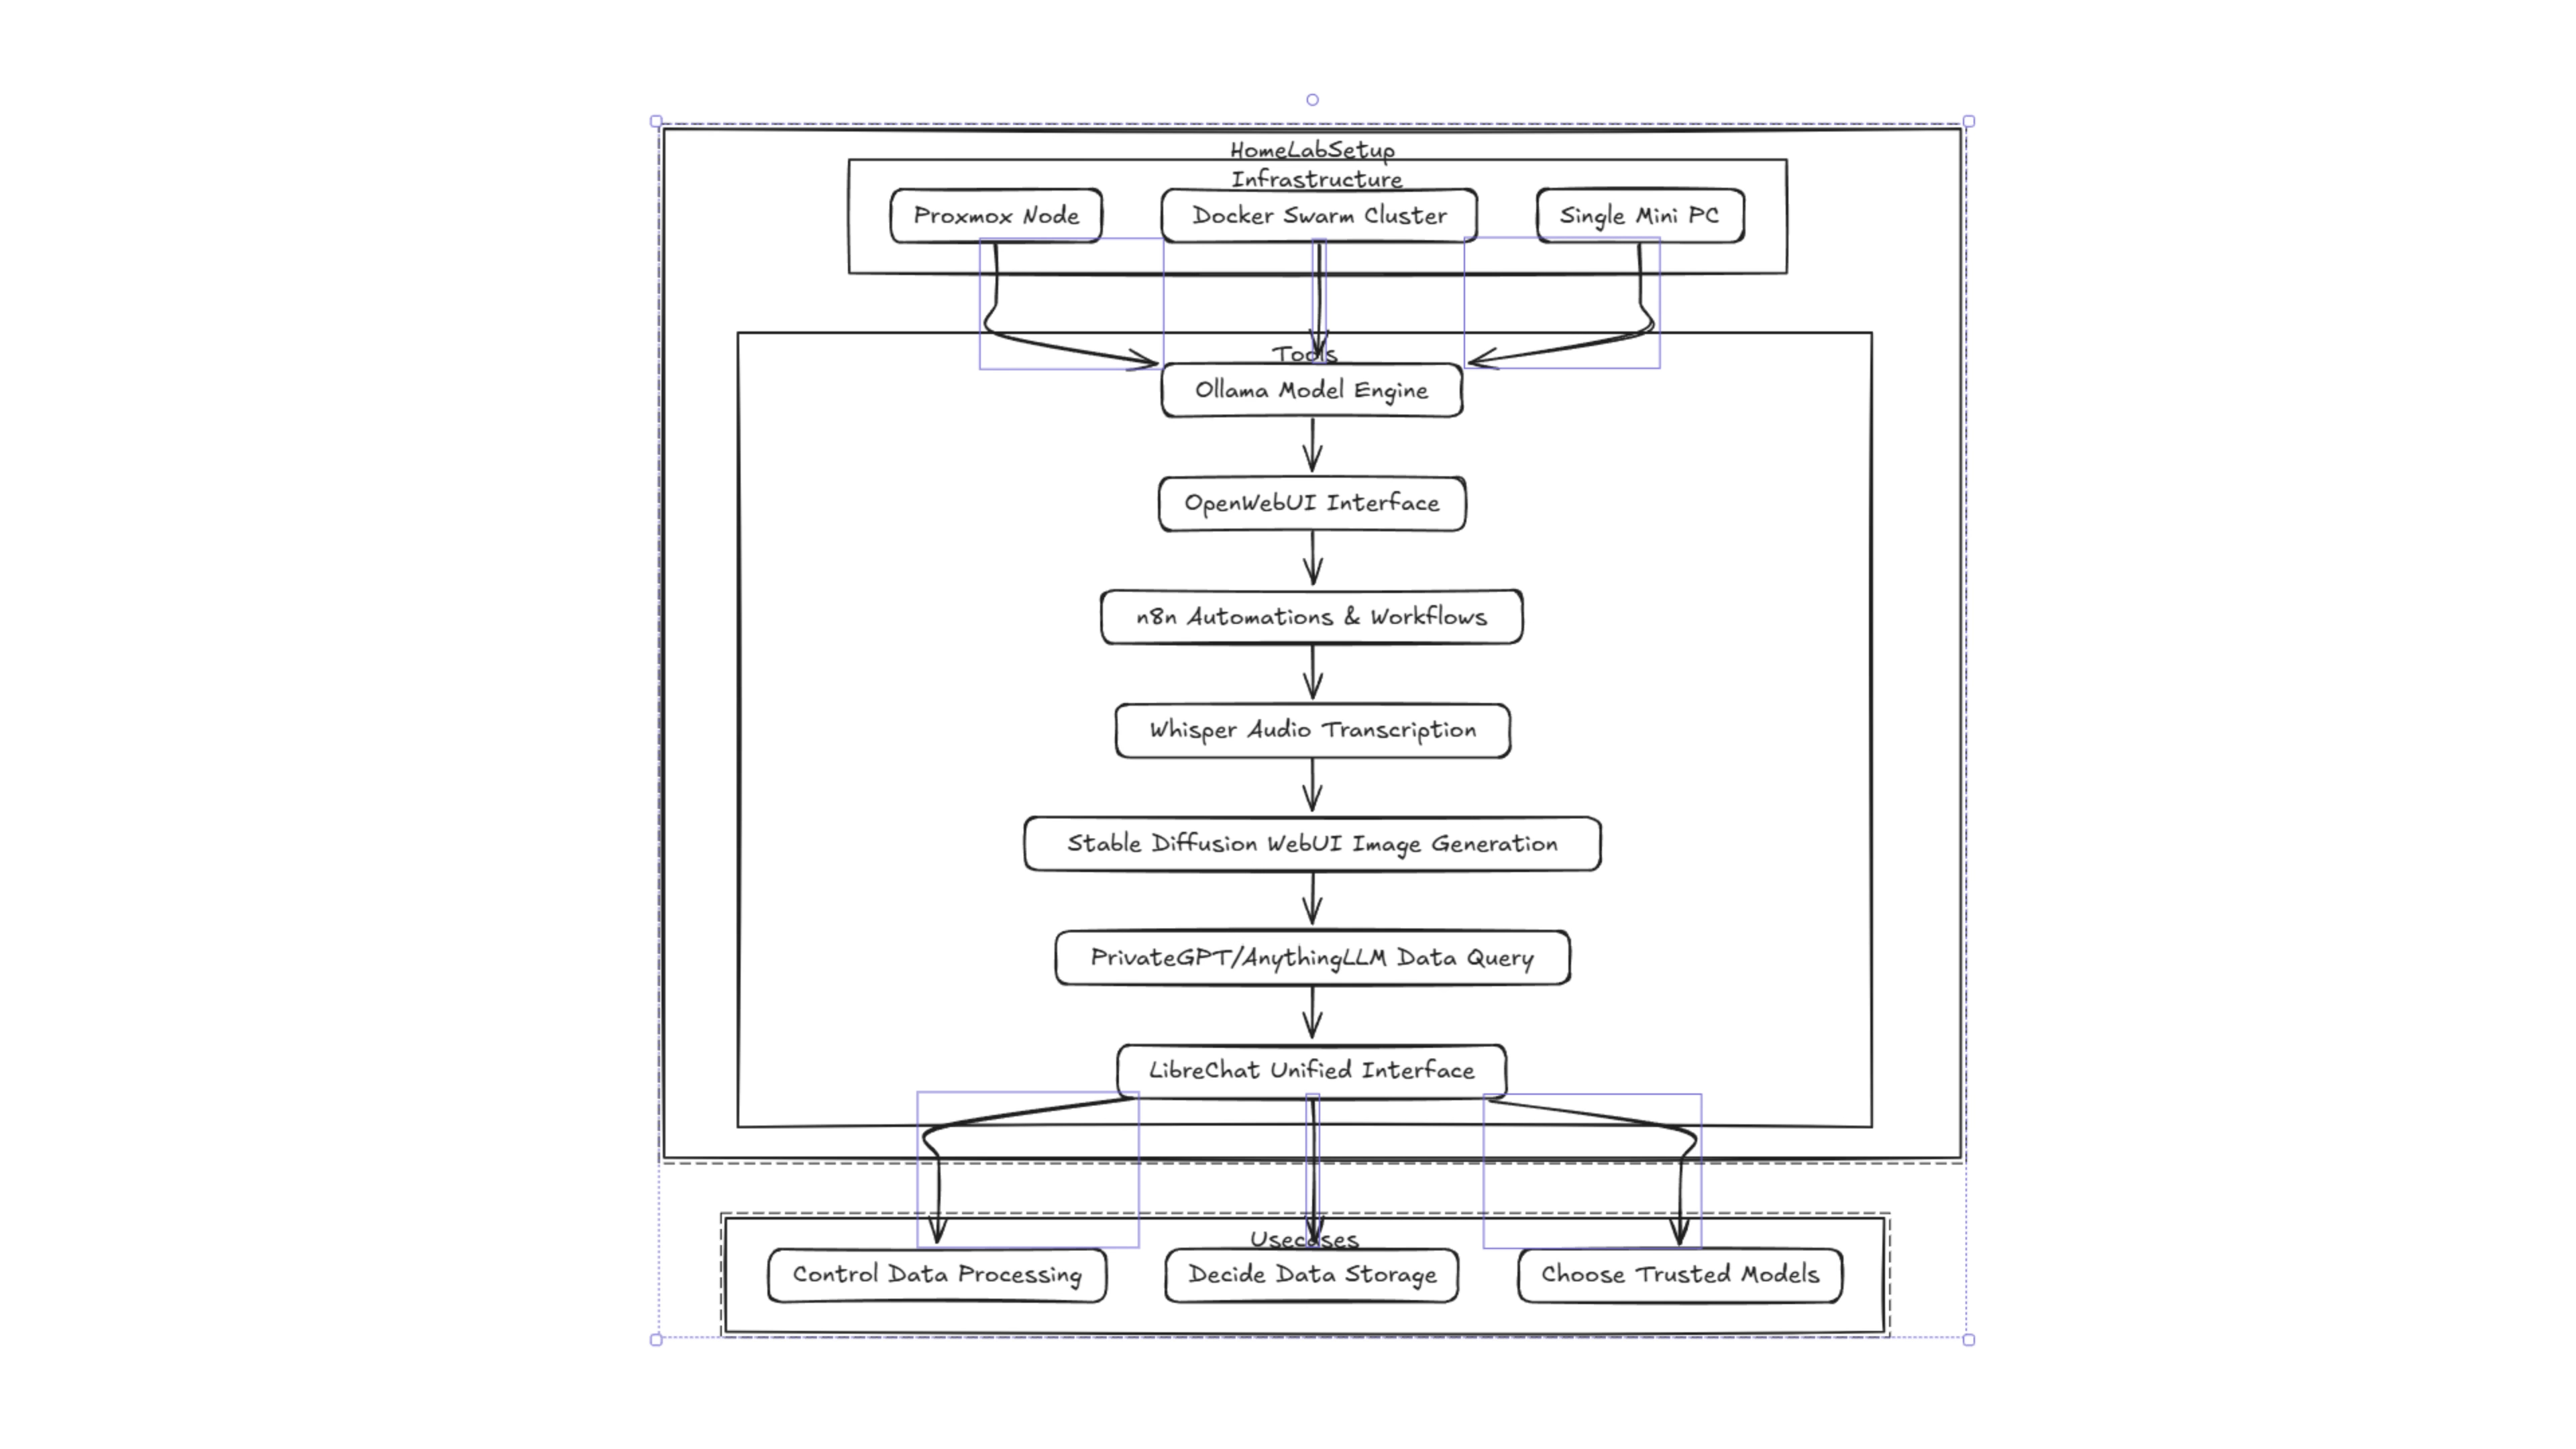 HomeLabSetup
Infrastructure
Proxmox Node
Docker Swarm Cluster
Single Mini PC
Tools
Ollama Model Engine
OpenWebUI Interface
n8n Automations & Workflows
Whisper Audio Transcription
Stable Diffusion WebUI Image Generation
PrivateGPT/AnythingLLM Data Query
LibreChat Unified Interface
Usecases
Control Data Processing
Decide Data Storage
Choose Trusted Models